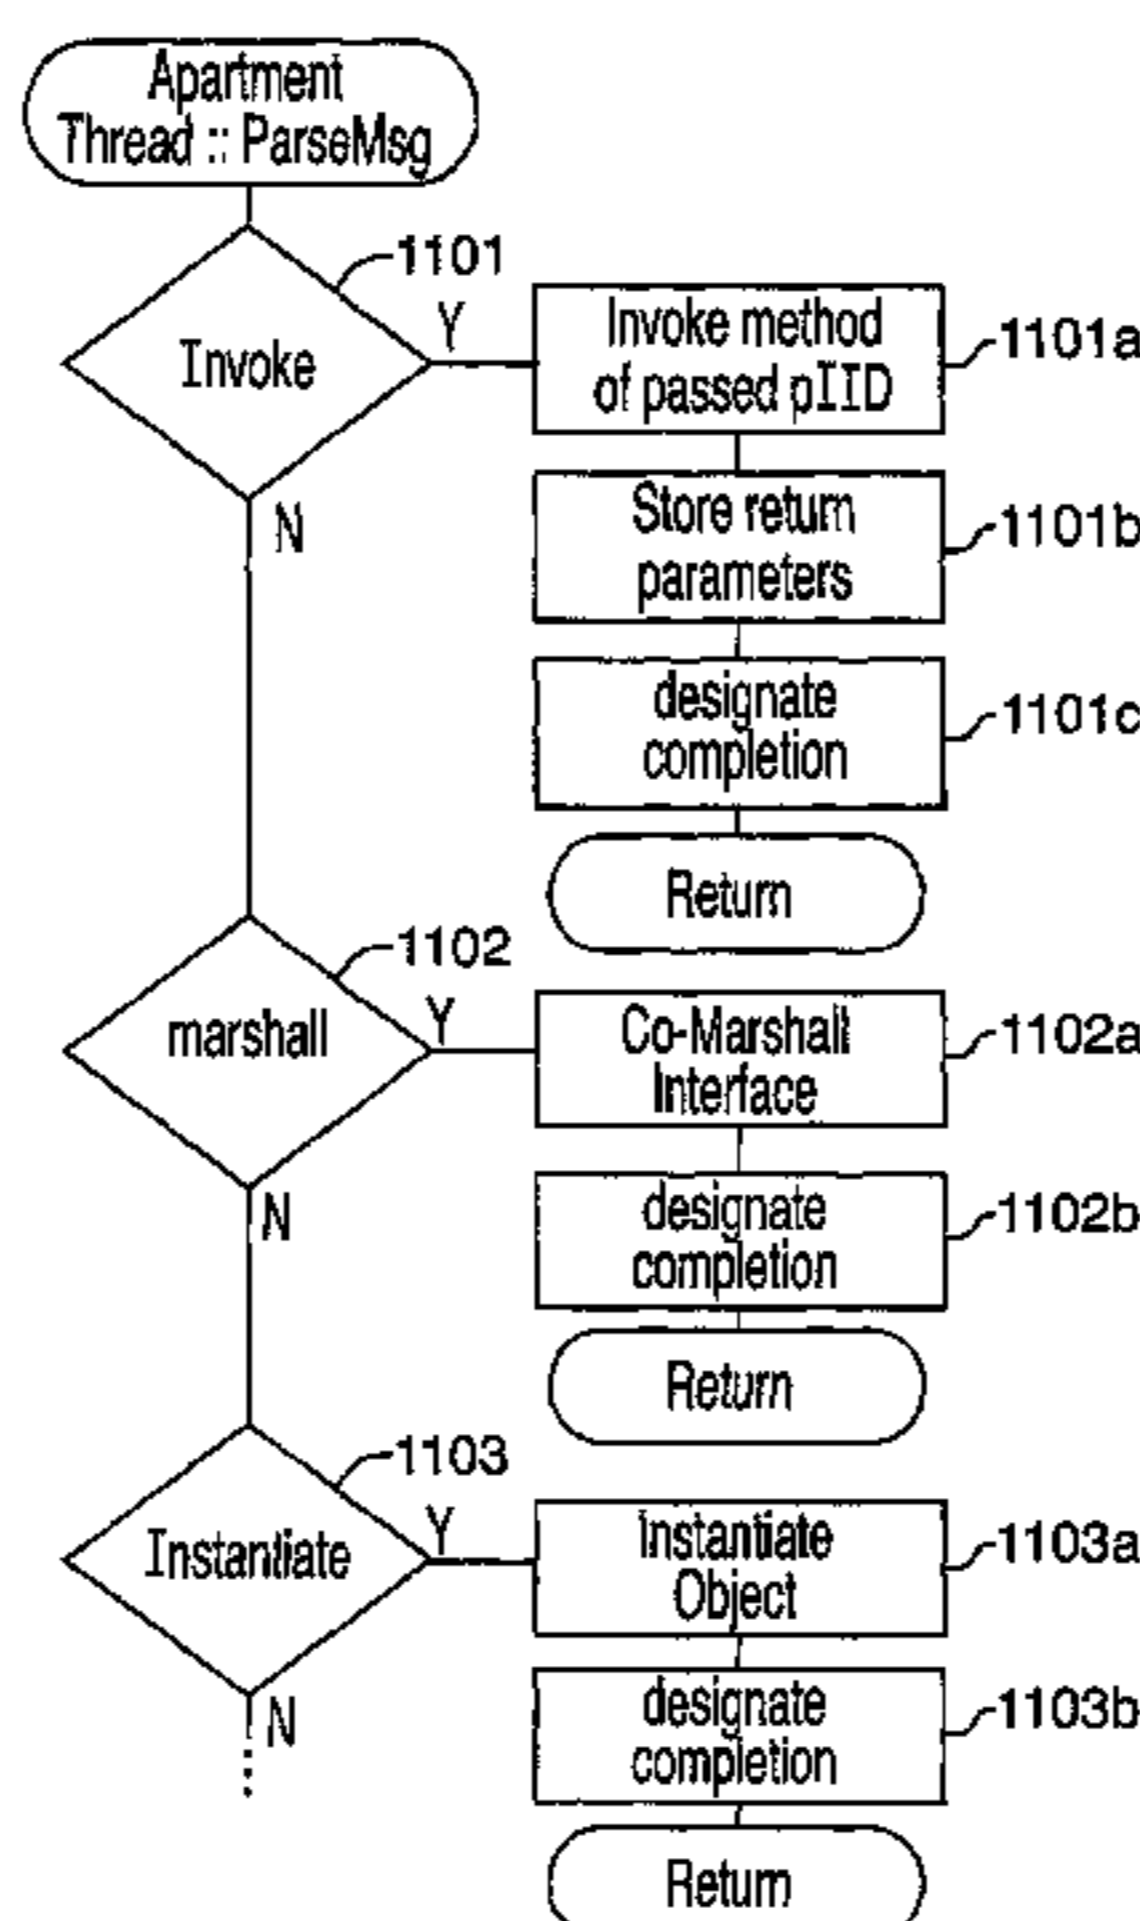 Apartment
Thread :: ParseMsg
1101
Invoke
Y
N
Invoke method
of passed pIID
1101a
Store return
parameters
1101b
designate
completion
1101c
Return
1102
marshall
Y
N
Co-Marshall
Interface
1102a
designate
completion
1102b
Return
1103
Instantiate
Y
N
Instantiate
Object
1103a
designate
completion
1103b
Return